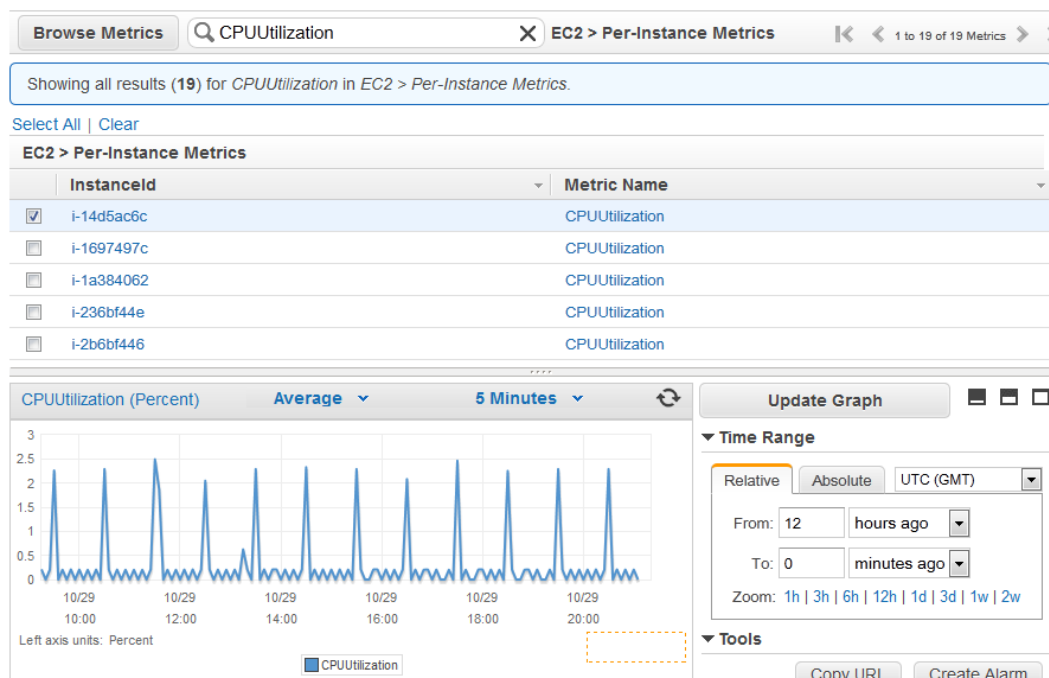 Browse Metrics CPUUtilization EC2 > Per-Instance Metrics 1 to 19 of 19 Metrics
Showing all results (19) for CPUUtilization in EC2 > Per-Instance Metrics.
Select All | Clear
EC2 > Per-Instance Metrics
InstanceId Metric Name
i-14d5ac6c CPUUtilization
i-1697497c CPUUtilization
i-1a384062 CPUUtilization
i-236bf44e CPUUtilization
i-2b6bf446 CPUUtilization
CPUUtilization (Percent) Average 5 Minutes
3
2.5
2
1.5
1
0.5
0
10/29 10/29 10/29 10/29 10/29 10/29
10:00 12:00 14:00 16:00 18:00 20:00
Left axis units: Percent
CPUUtilization
Update Graph
Time Range
Relative Absolute UTC (GMT)
From: 12 hours ago
To: 0 minutes ago
Zoom: 1h | 3h | 6h | 12h | 1d | 3d | 1w | 2w
Tools
Copy URL Create Alarm